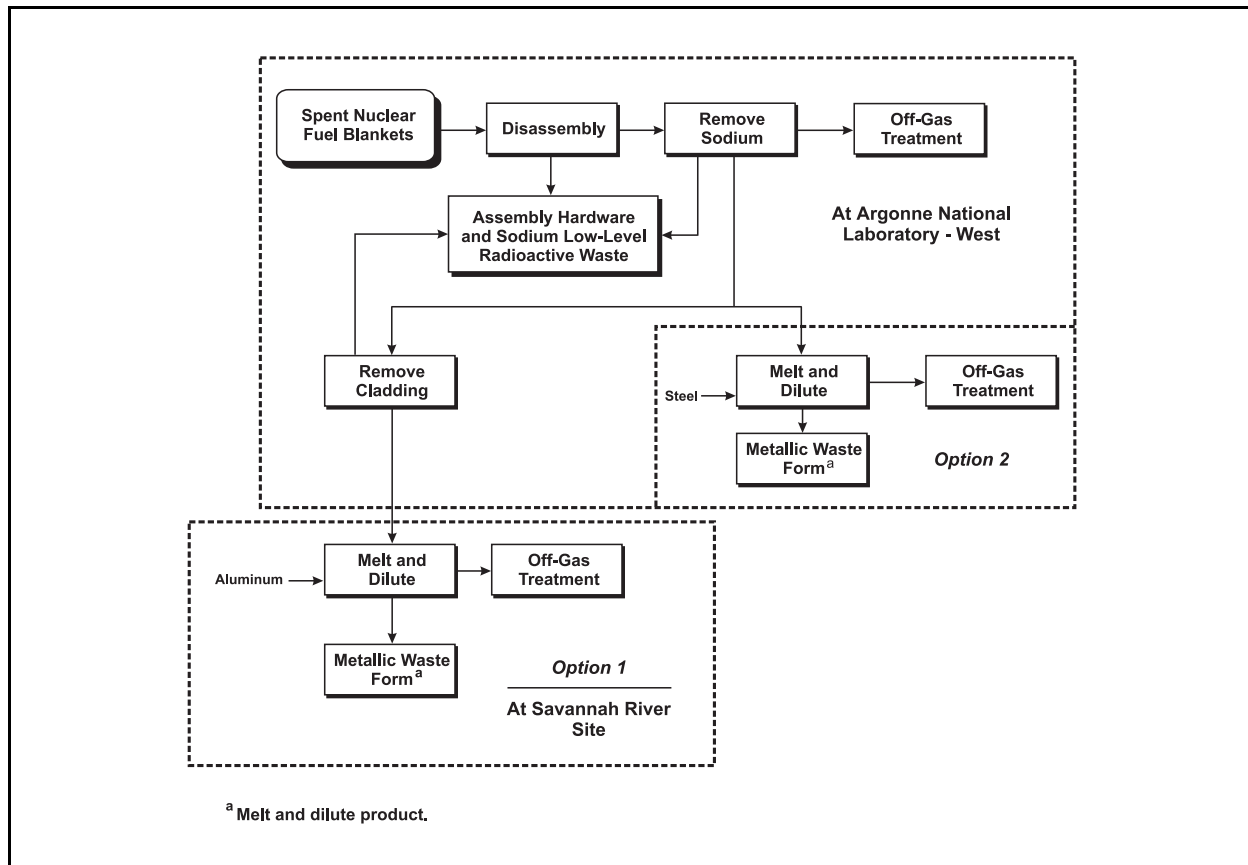 Spent Nuclear
Fuel Blankets
Disassembly
Remove
Sodium
Off-Gas
Treatment
Assembly Hardware
and Sodium Low-Level
Radioactive Waste
At Argonne National
Laboratory - West
Remove
Cladding
Steel
Melt and
Dilute
Off-Gas
Treatment
Metallic Waste
Form a
Option 2
Aluminum
Melt and
Dilute
Off-Gas
Treatment
Metallic Waste
Form a
Option 1
At Savannah River
Site
a Melt and dilute product.